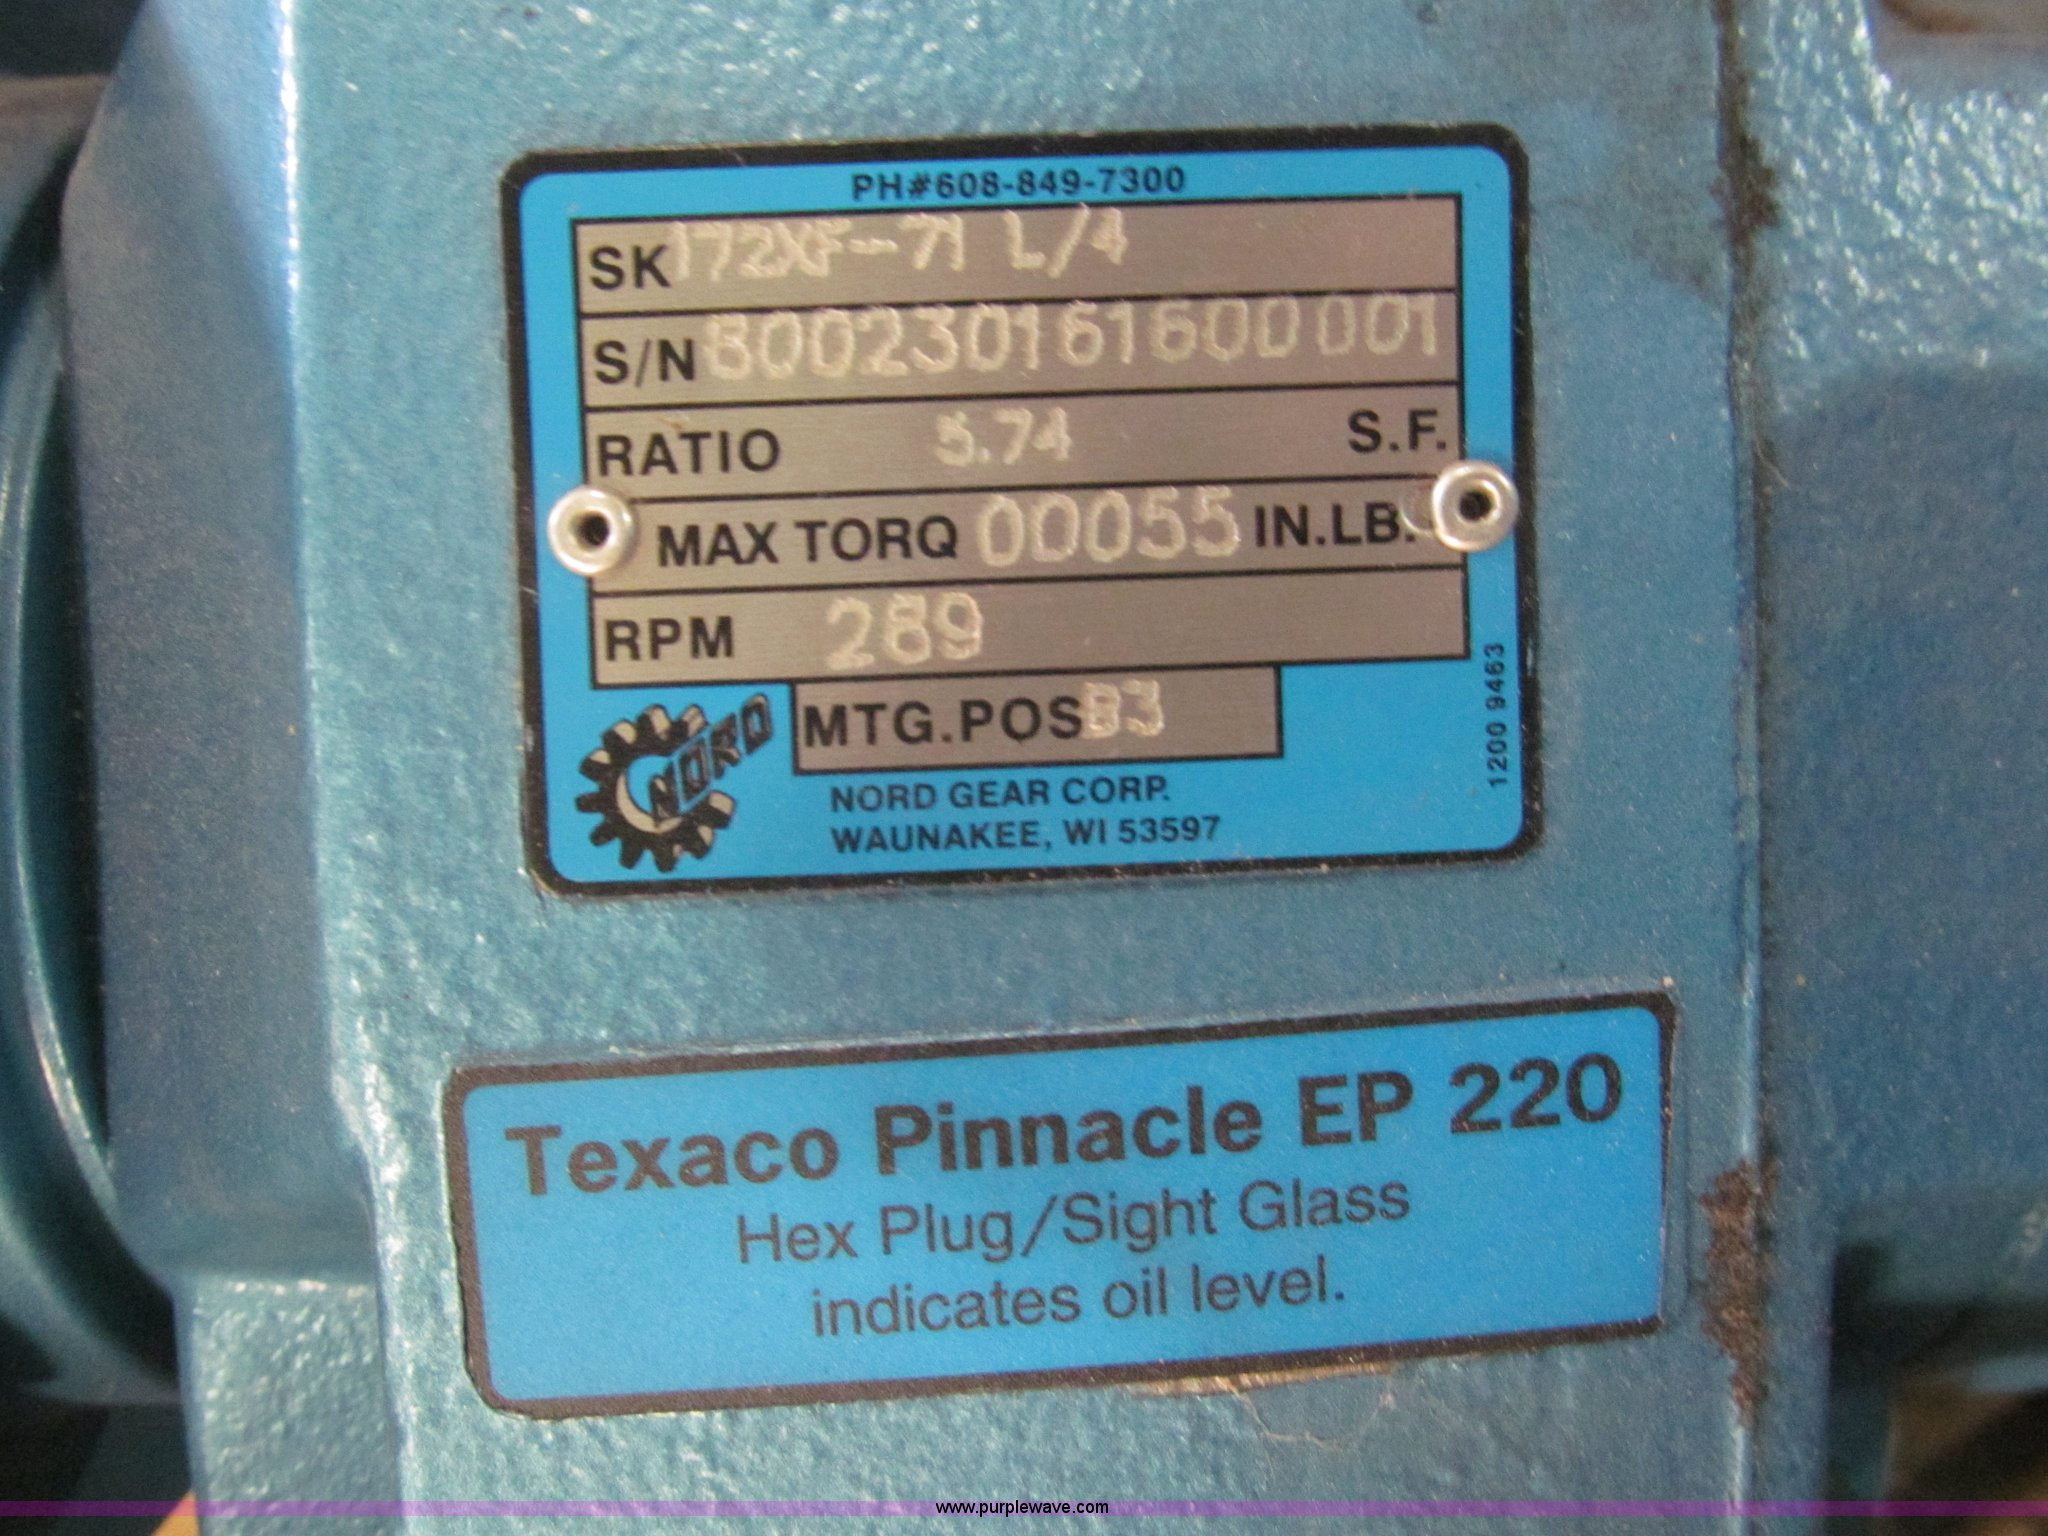 PH#608-849-7300
SK 172XF-71 L/4
S/N 800230161600001
RATIO 5.74 S.F.
MAX TORQ 00055 IN.LB.
RPM 289
MTG.POS B3
NORD
NORD GEAR CORP.
WAUNAKEE, WI 53597
1200 9463
Texaco Pinnacle EP 220
Hex Plug/Sight Glass
indicates oil level.
www.purplewave.com